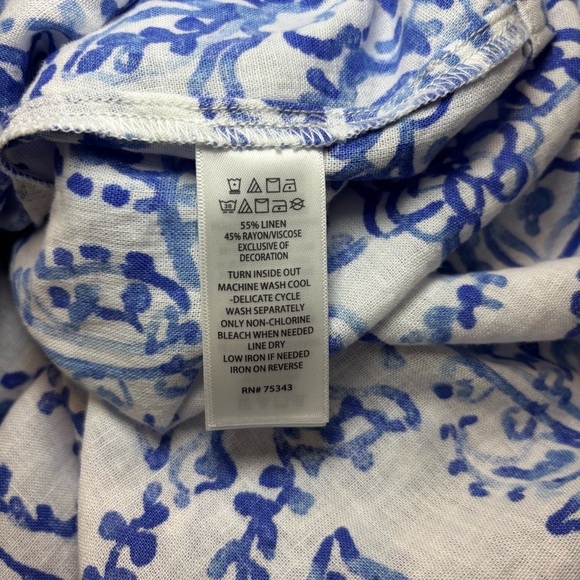 55% LINEN
45% RAYON/VISCOSE
EXCLUSIVE OF
DECORATION
TURN INSIDE OUT
MACHINE WASH COOL
-DELICATE CYCLE
WASH SEPARATELY
ONLY NON-CHLORINE
BLEACH WHEN NEEDED
LINE DRY
LOW IRON IF NEEDED
IRON ON REVERSE
RN# 75343